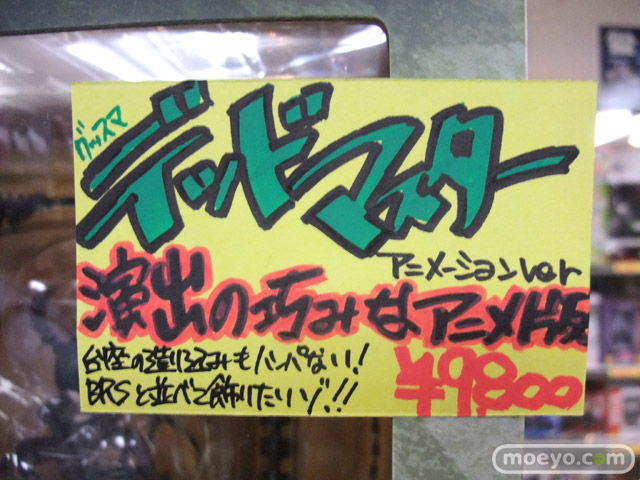 グッスマ
デッドマスター
アニメーションver
演出の巧みなアニメ版
台座の造り込みもハンパない!
BRSと並べて飾りたいゾ!!
¥9800
moeyo.com